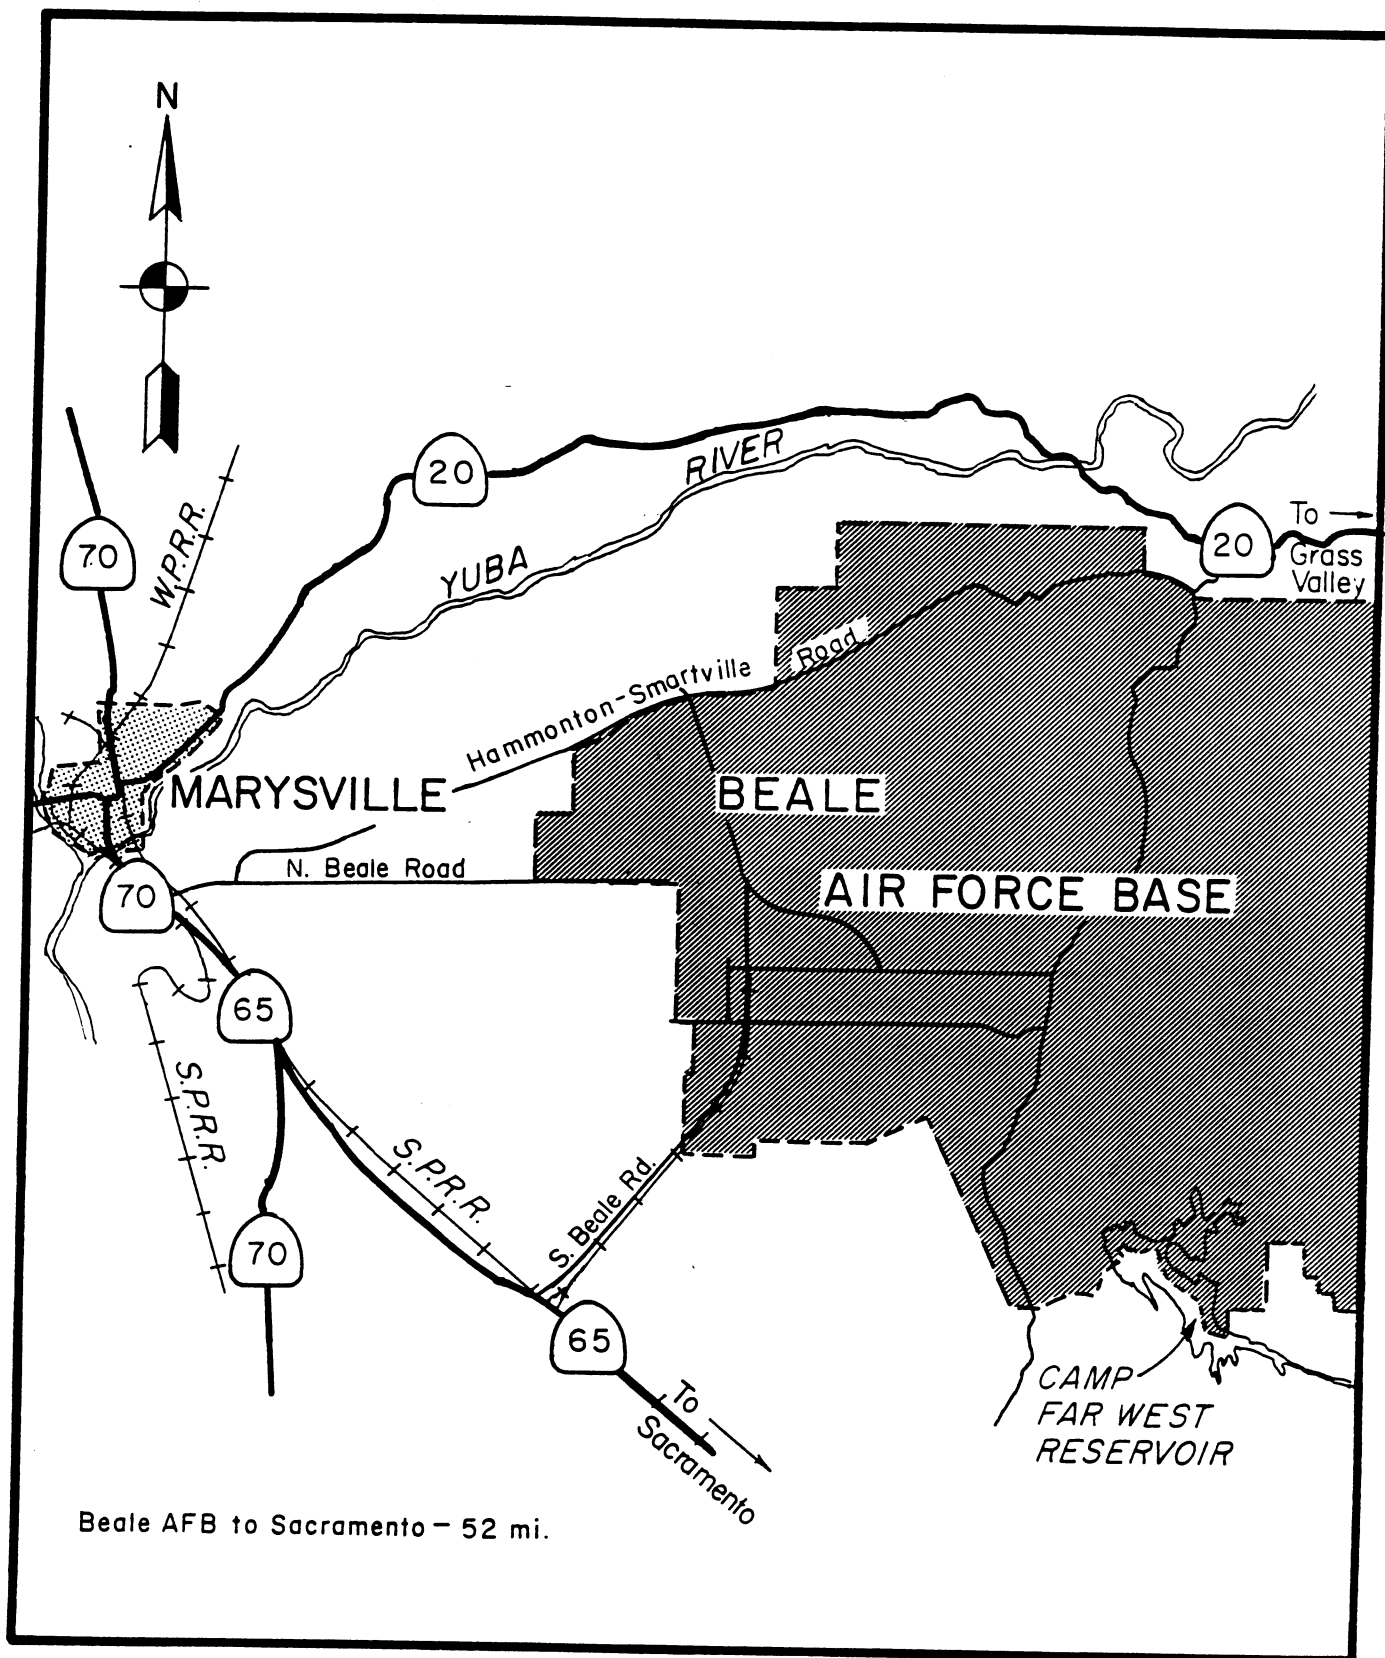 N
20
RIVER
70
W.P.R.R.
YUBA
20
To
Grass
Valley
Hammonton-Smartville Road
MARYSVILLE
BEALE
N. Beale Road
70
AIR FORCE BASE
65
S.P.R.R.
S.P.R.R.
S. Beale Rd.
70
65
To
Sacramento
CAMP
FAR WEST
RESERVOIR
Beale AFB to Sacramento – 52 mi.